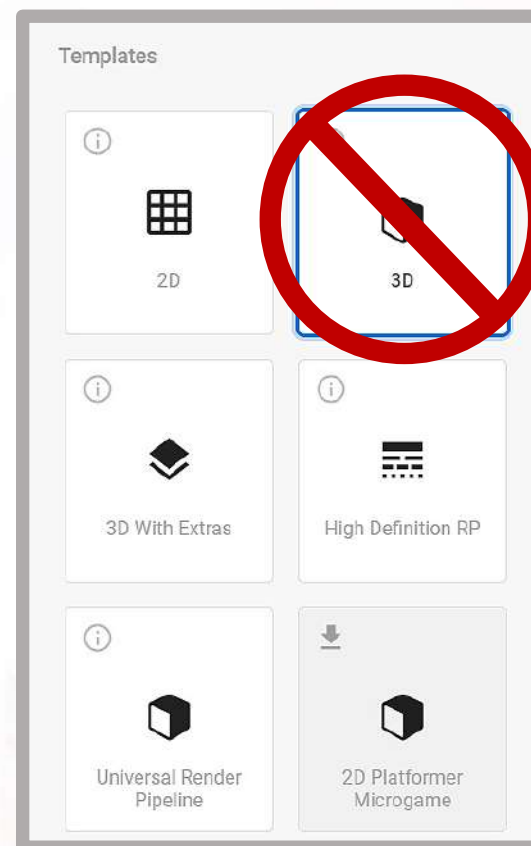 Templates
2D
3D
3D With Extras
High Definition RP
Universal Render
Pipeline
2D Platformer
Microgame